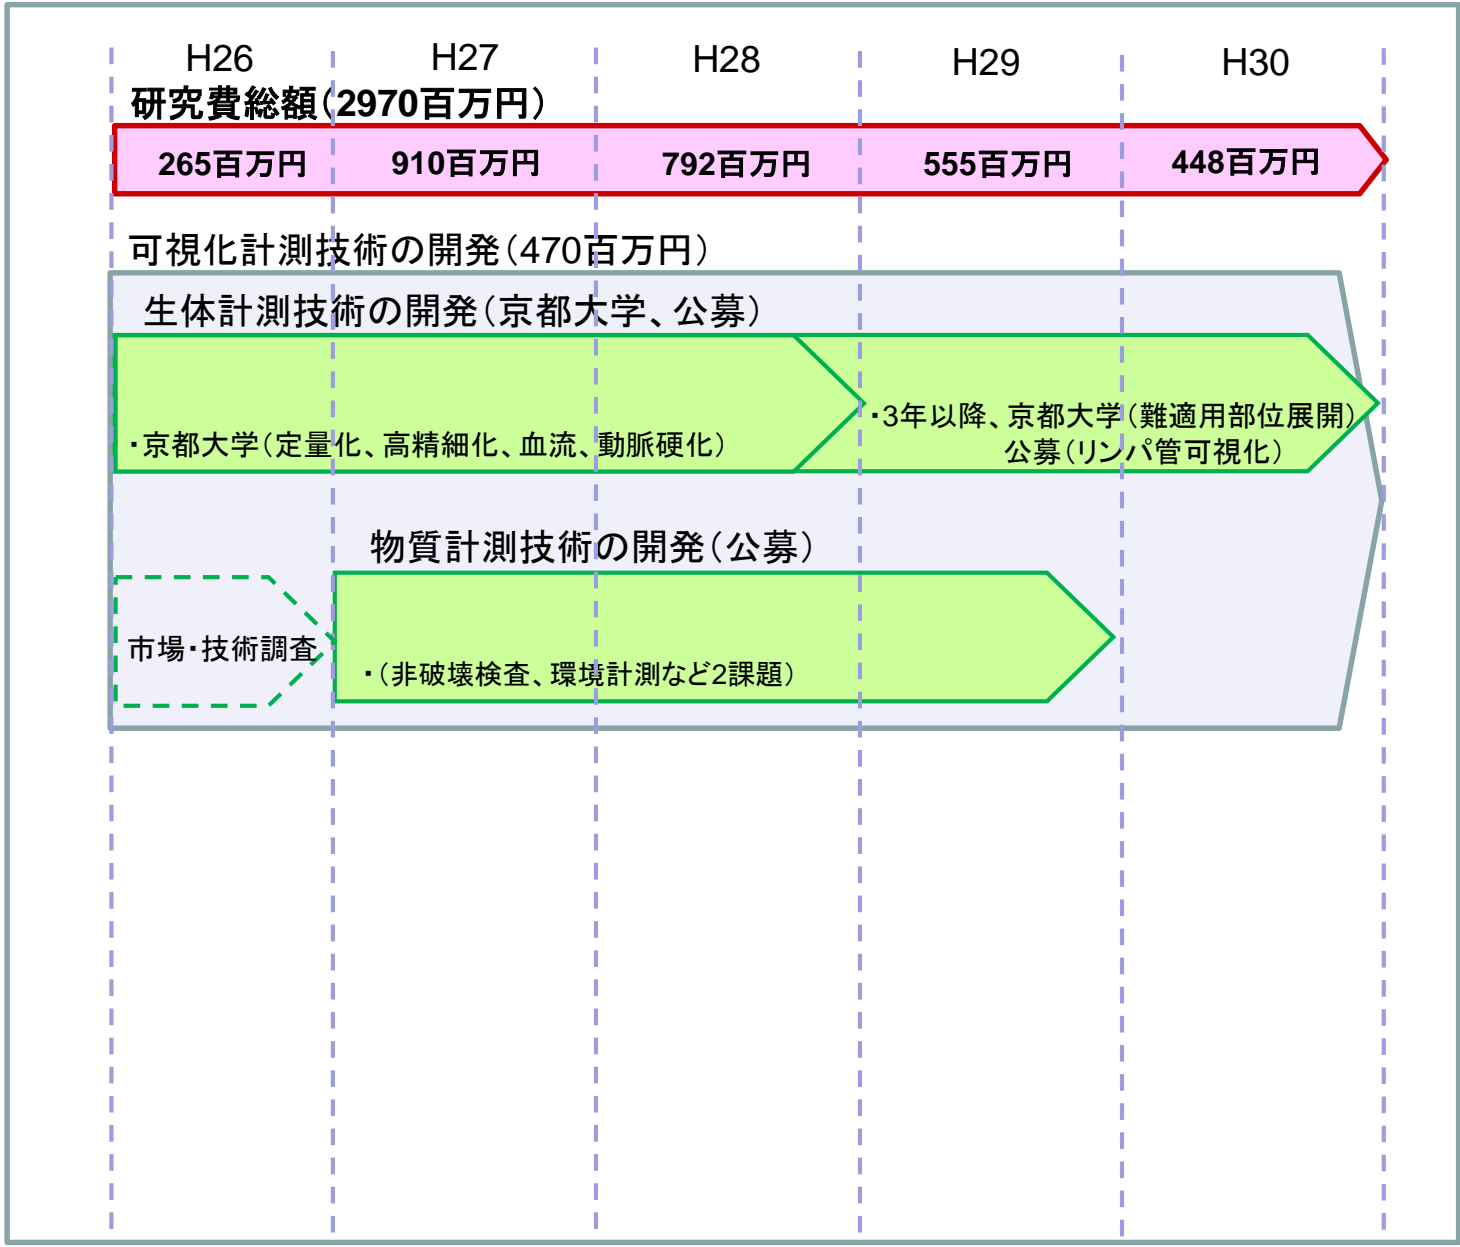 H26 H27 H28 H29 H30
研究費総額（2970百万円）
265百万円 910百万円 792百万円 555百万円 448百万円
可視化計測技術の開発（470百万円）
生体計測技術の開発（京都大学、公募）
・3年以降、京都大学（難適用部位展開）
・京都大学（定量化、高精細化、血流、動脈硬化）
公募（リンパ管可視化）
物質計測技術の開発（公募）
市場・技術調査
・（非破壊検査、環境計測など2課題）